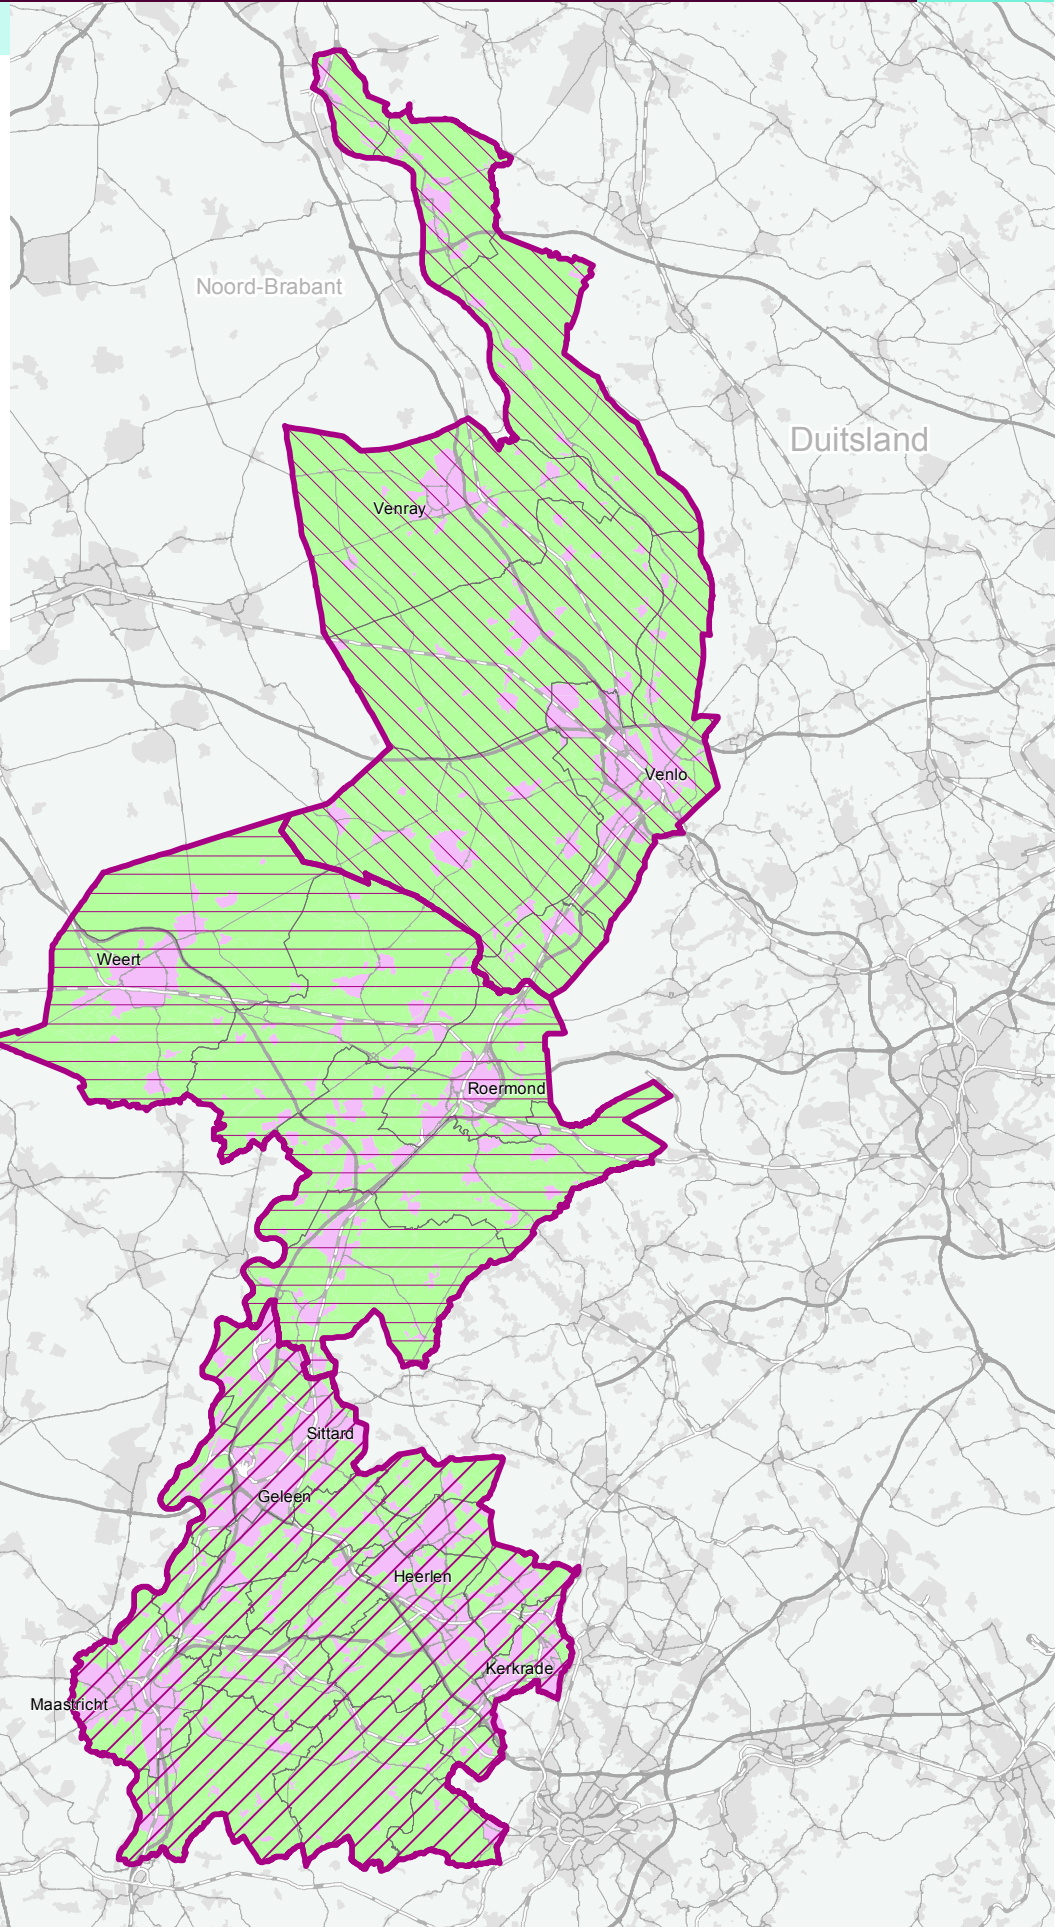 Noord-Brabant
Duitsland
Venray
Venlo
Weert
Roermond
Sittard
Geleen
Heerlen
Kerkrade
Maastricht